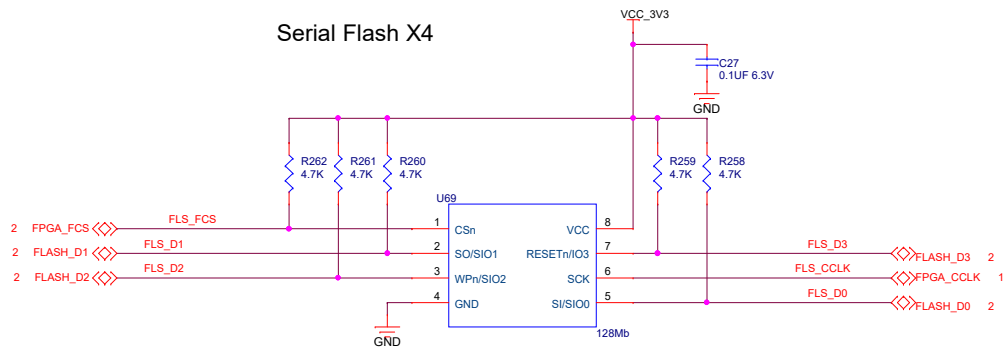 VCC_3V3
Serial Flash X4
C27
0.1UF 6.3V
GND
R262
4.7K
R261
4.7K
R260
4.7K
R259
4.7K
R258
4.7K
U69
2 FPGA_FCS FLS_FCS 1 CSn VCC 8
2 FLASH_D1 FLS_D1 2 SO/SIO1 RESETn/IO3 7 FLS_D3 FLASH_D3 2
2 FLASH_D2 FLS_D2 3 WPn/SIO2 SCK 6 FLS_CCLK FPGA_CCLK 1
4 GND SI/SIO0 5 FLS_D0 FLASH_D0 2
GND
128Mb